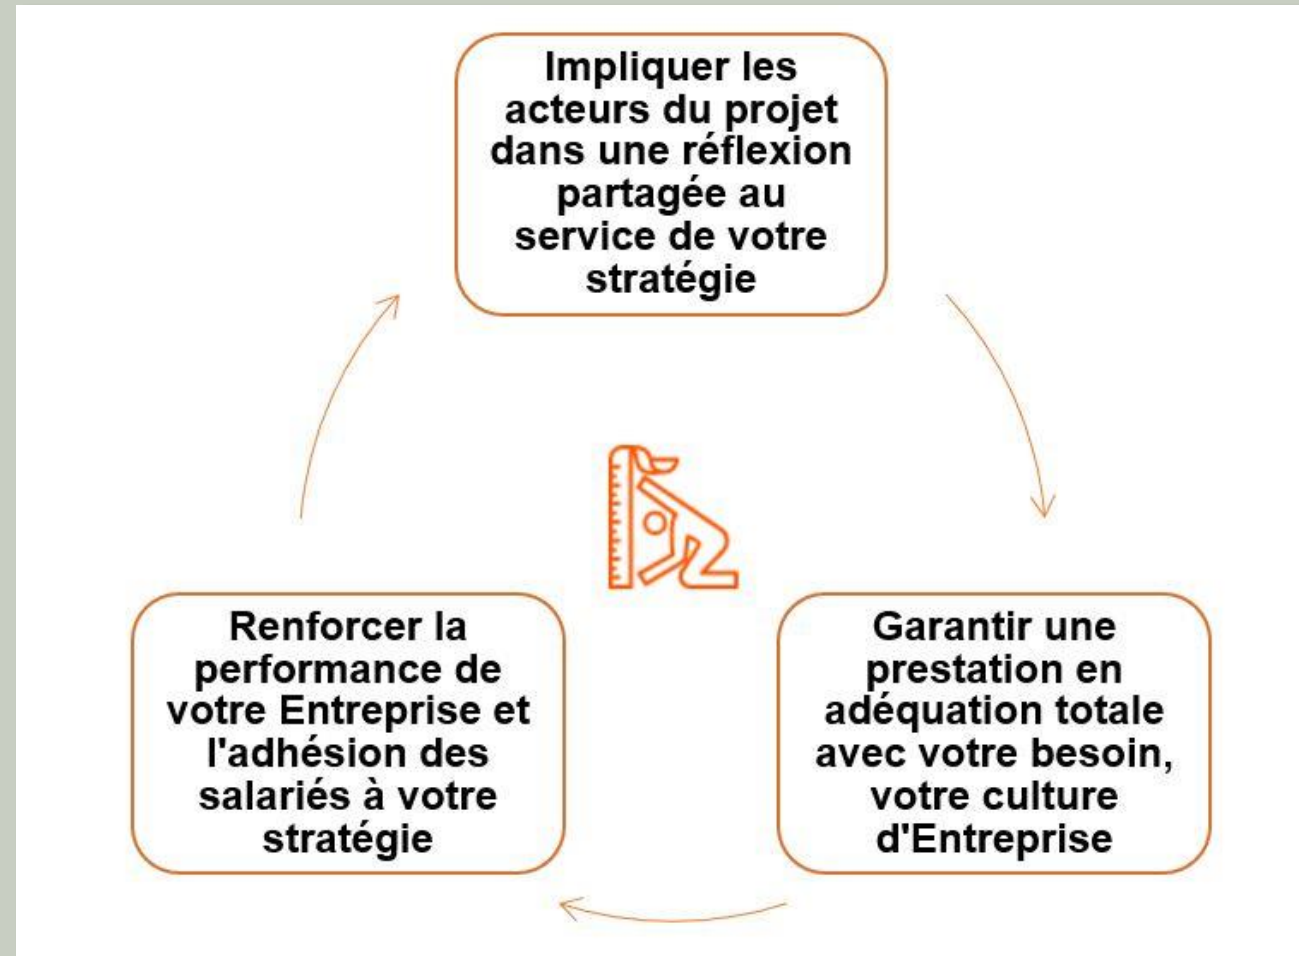 Impliquer les
acteurs du projet
dans une réflexion
partagée au
service de votre
stratégie
Garantir une
prestation en
adéquation totale
avec votre besoin,
votre culture
d'Entreprise
Renforcer la
performance de
votre Entreprise et
l'adhésion des
salariés à votre
stratégie